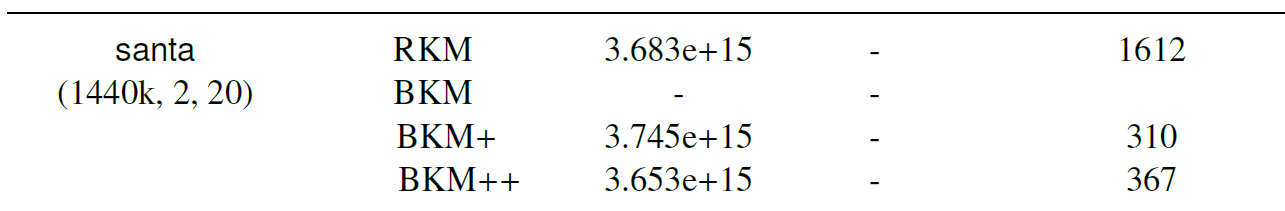 santa RKM 3.683e+15 - 1612
(1440k, 2, 20) BKM - -
BKM+ 3.745e+15 - 310
BKM++ 3.653e+15 - 367